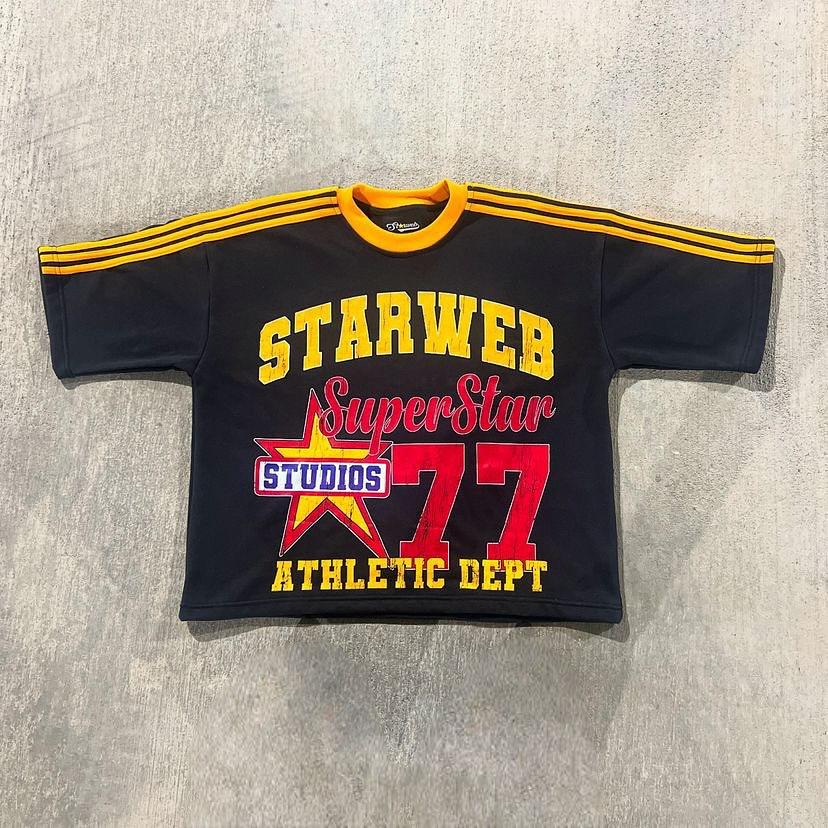 STARWEB
SuperStar
STUDIOS
77
ATHLETIC DEPT